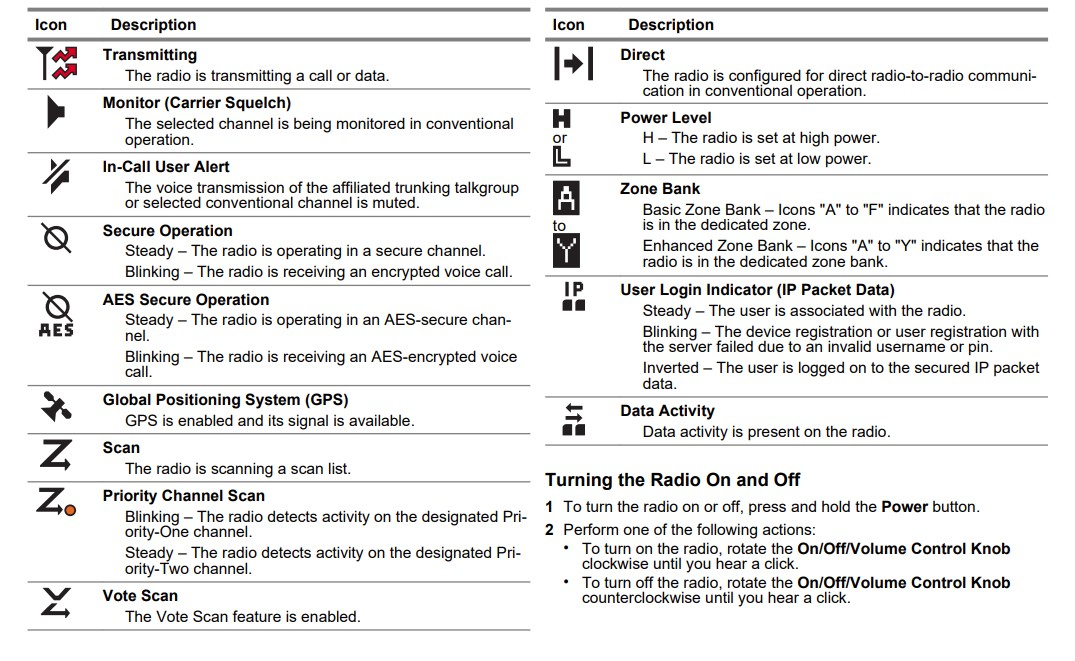 Icon Description
Transmitting
The radio is transmitting a call or data.
Monitor (Carrier Squelch)
The selected channel is being monitored in conventional
operation.
In-Call User Alert
The voice transmission of the affiliated trunking talkgroup
or selected conventional channel is muted.
Secure Operation
Steady – The radio is operating in a secure channel.
Blinking – The radio is receiving an encrypted voice call.
AES
AES Secure Operation
Steady – The radio is operating in an AES-secure chan-
nel.
Blinking – The radio is receiving an AES-encrypted voice
call.
Global Positioning System (GPS)
GPS is enabled and its signal is available.
Scan
The radio is scanning a scan list.
Priority Channel Scan
Blinking – The radio detects activity on the designated Pri-
ority-One channel.
Steady – The radio detects activity on the designated Pri-
ority-Two channel.
Vote Scan
The Vote Scan feature is enabled.
Icon Description
Direct
The radio is configured for direct radio-to-radio communi-
cation in conventional operation.
H
or
L
Power Level
H – The radio is set at high power.
L – The radio is set at low power.
A
to
Y
Zone Bank
Basic Zone Bank – Icons "A" to "F" indicates that the radio
is in the dedicated zone.
Enhanced Zone Bank – Icons "A" to "Y" indicates that the
radio is in the dedicated zone bank.
IP
User Login Indicator (IP Packet Data)
Steady – The user is associated with the radio.
Blinking – The device registration or user registration with
the server failed due to an invalid username or pin.
Inverted – The user is logged on to the secured IP packet
data.
Data Activity
Data activity is present on the radio.
Turning the Radio On and Off
1 To turn the radio on or off, press and hold the Power button.
2 Perform one of the following actions:
• To turn on the radio, rotate the On/Off/Volume Control Knob
clockwise until you hear a click.
• To turn off the radio, rotate the On/Off/Volume Control Knob
counterclockwise until you hear a click.